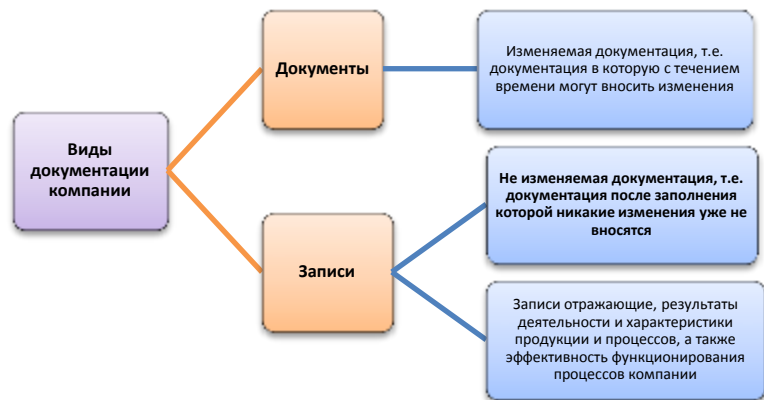 Виды
документации
компании
Документы
Изменяемая документация, т.е.
документация в которую с течением
времени могут вносить изменения
Записи
Не изменяемая документация, т.е.
документация после заполнения
которой никакие изменения уже не
вносятся
Записи отражающие, результаты
деятельности и характеристики
продукции и процессов, а также
эффективность функционирования
процессов компании